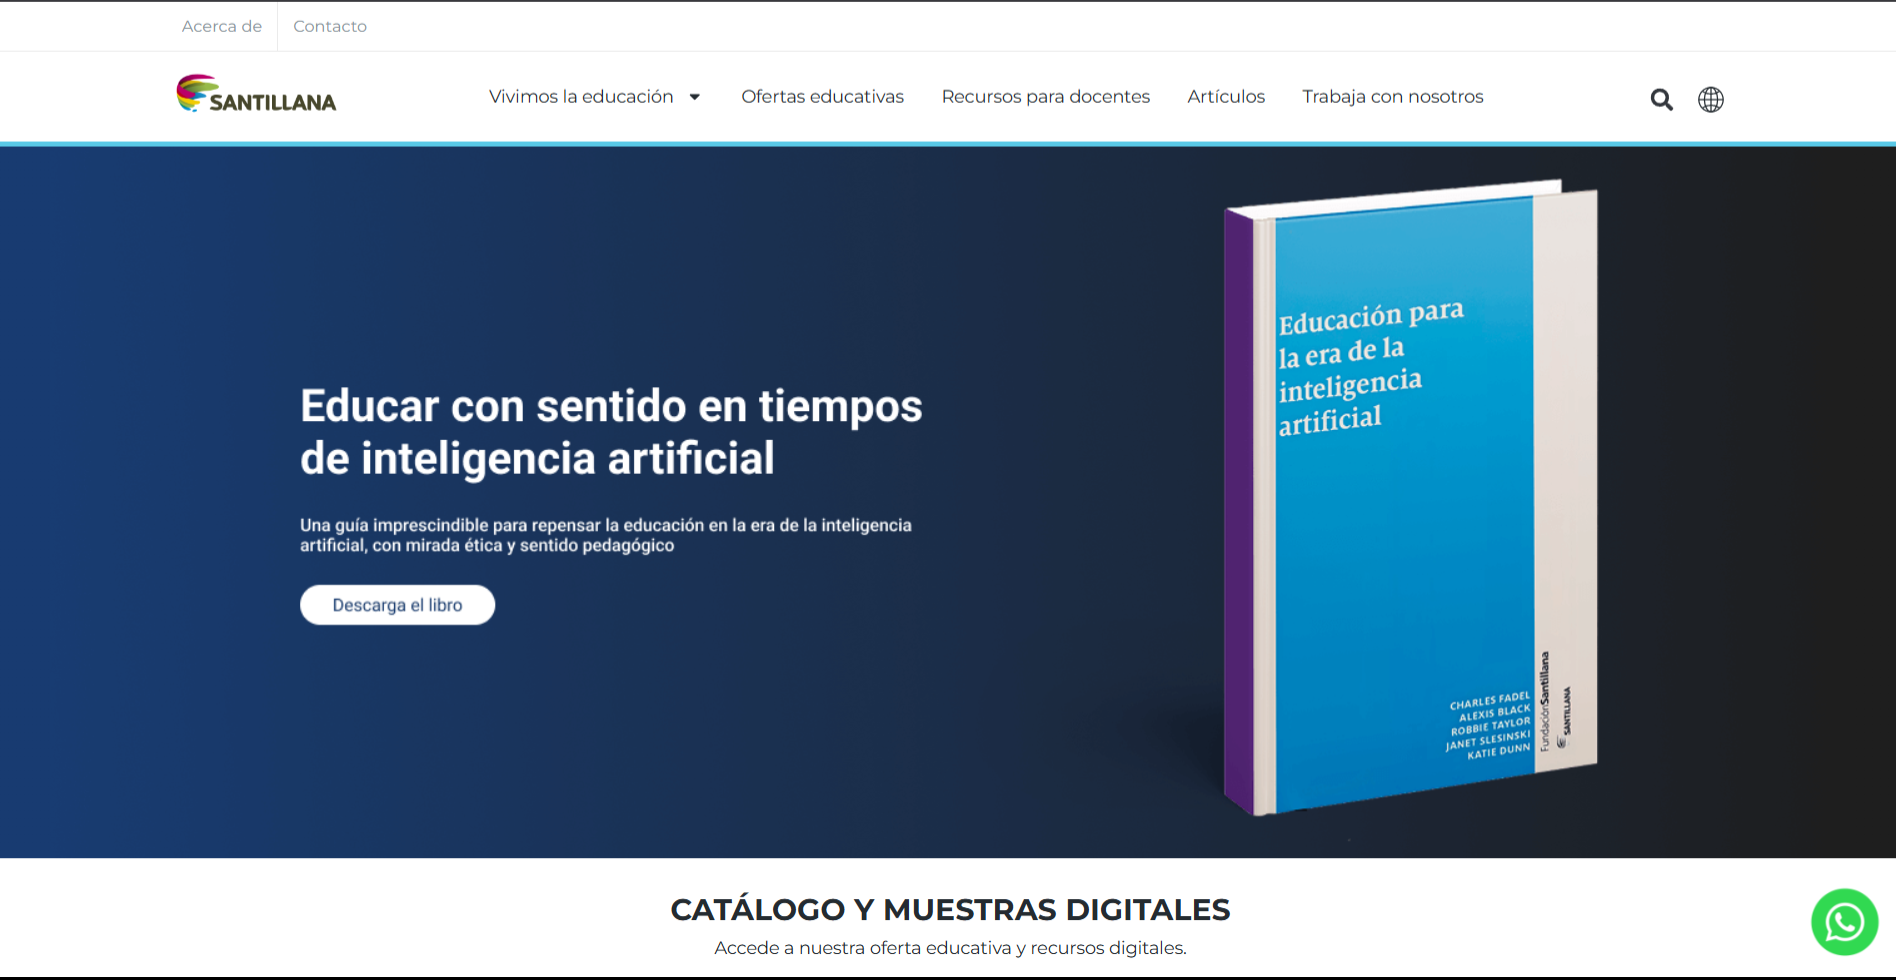 Acerca de
Contacto
SANTILLANA
Vivimos la educación
Ofertas educativas
Recursos para docentes
Artículos
Trabaja con nosotros
Educar con sentido en tiempos
de inteligencia artificial
Una guía imprescindible para repensar la educación en la era de la inteligencia
artificial, con mirada ética y sentido pedagógico
Descarga el libro
Educación para
la era de la
inteligencia
artificial
CHARLES FADEL
ALEXIS BLACK
ROBBIE TAYLOR
JANET SLESINSKI
KATIE DUNN
FundaciónSantillana
SANTILLANA
CATÁLOGO Y MUESTRAS DIGITALES
Accede a nuestra oferta educativa y recursos digitales.